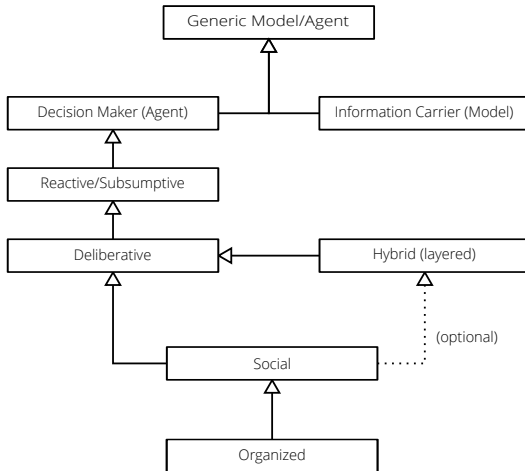 Generic Model/Agent
Decision Maker (Agent)
Information Carrier (Model)
Reactive/Subsumptive
Deliberative
Hybrid (layered)
(optional)
Social
Organized